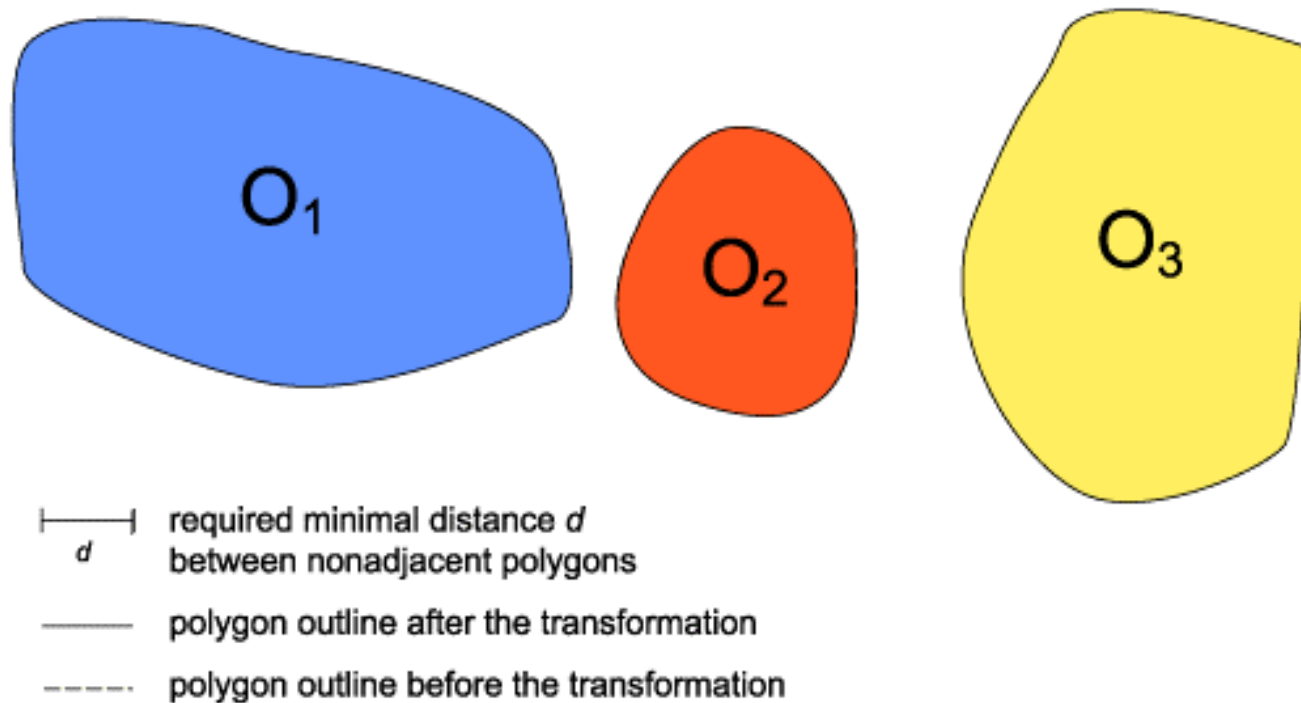 O1
O2
O3
required minimal distance d
d
between nonadjacent polygons
polygon outline after the transformation
polygon outline before the transformation